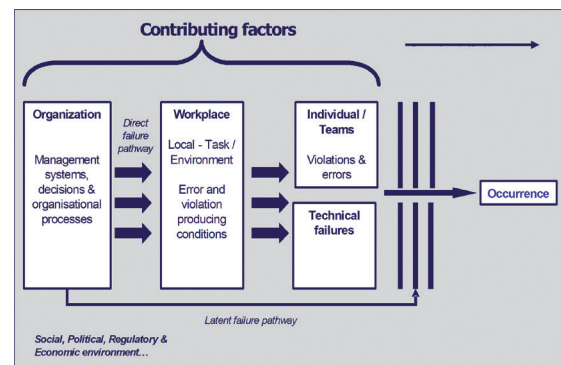 Contributing factors
Organization
Management
systems,
decisions &
organisational
processes
Direct
failure
pathway
Workplace
Local - Task /
Environment
Error and
violation
producing
conditions
Individual /
Teams
Violations &
errors
Technical
failures
Occurrence
Latent failure pathway
Social, Political, Regulatory &
Economic environment...